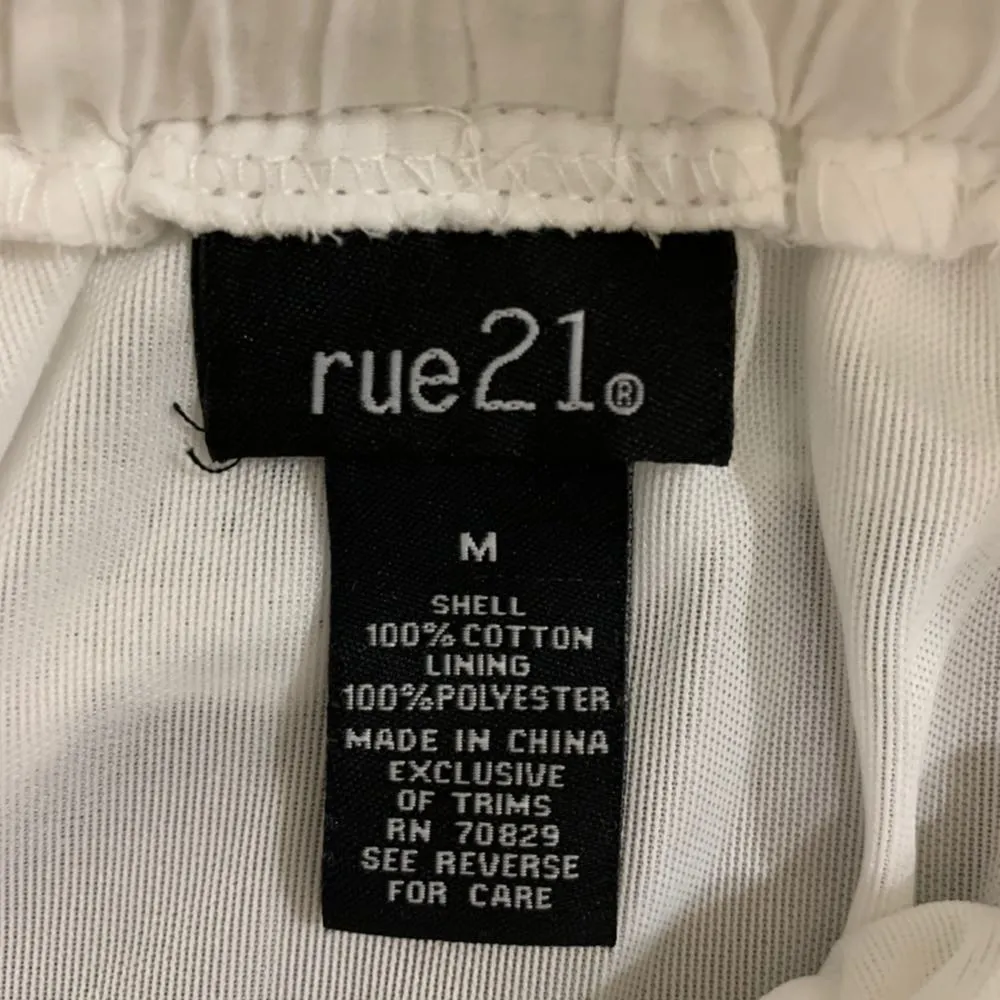 rue21®
M
SHELL
100% COTTON
LINING
100%POLYESTER
MADE IN CHINA
EXCLUSIVE
OF TRIMS
RN 70829
SEE REVERSE
FOR CARE